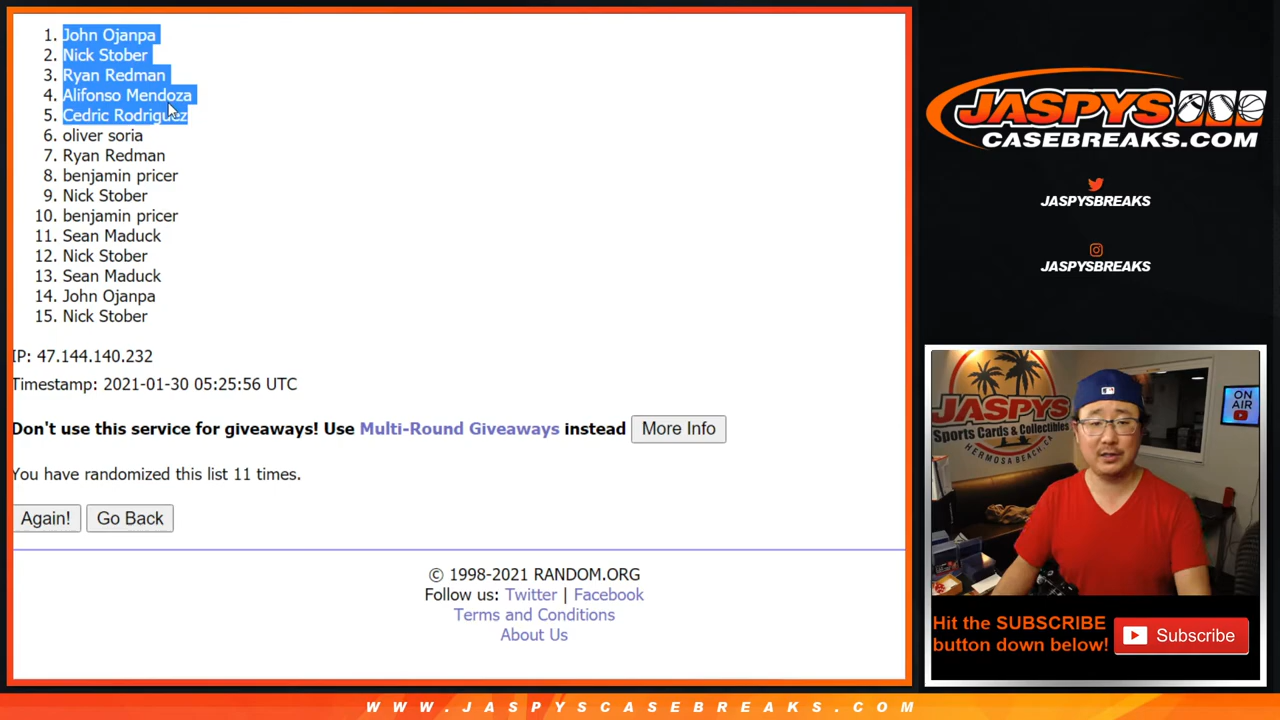 1. John Ojanpa
2. Nick Stober
3. Ryan Redman
4. Alifonso Mendoza
5. Cedric Rodriguez
6. oliver soria
7. Ryan Redman
8. benjamin pricer
9. Nick Stober
10. benjamin pricer
11. Sean Maduck
12. Nick Stober
13. Sean Maduck
14. John Ojanpa
15. Nick Stober
IP: 47.144.140.232
Timestamp: 2021-01-30 05:25:56 UTC
Don't use this service for giveaways! Use Multi-Round Giveaways instead More Info
You have randomized this list 11 times.
Again! Go Back
© 1998-2021 RANDOM.ORG
Follow us: Twitter | Facebook
Terms and Conditions
About Us
JASPYS
CASEBREAKS.COM
JASPYSBREAKS
JASPYSBREAKS
JASPYS
Sports Cards & Collectibles
HERMOSA BEACH, CA
ON
AIR
Hit the SUBSCRIBE
button down below!
Subscribe
WWW.JASPYSCASEBREAKS.COM